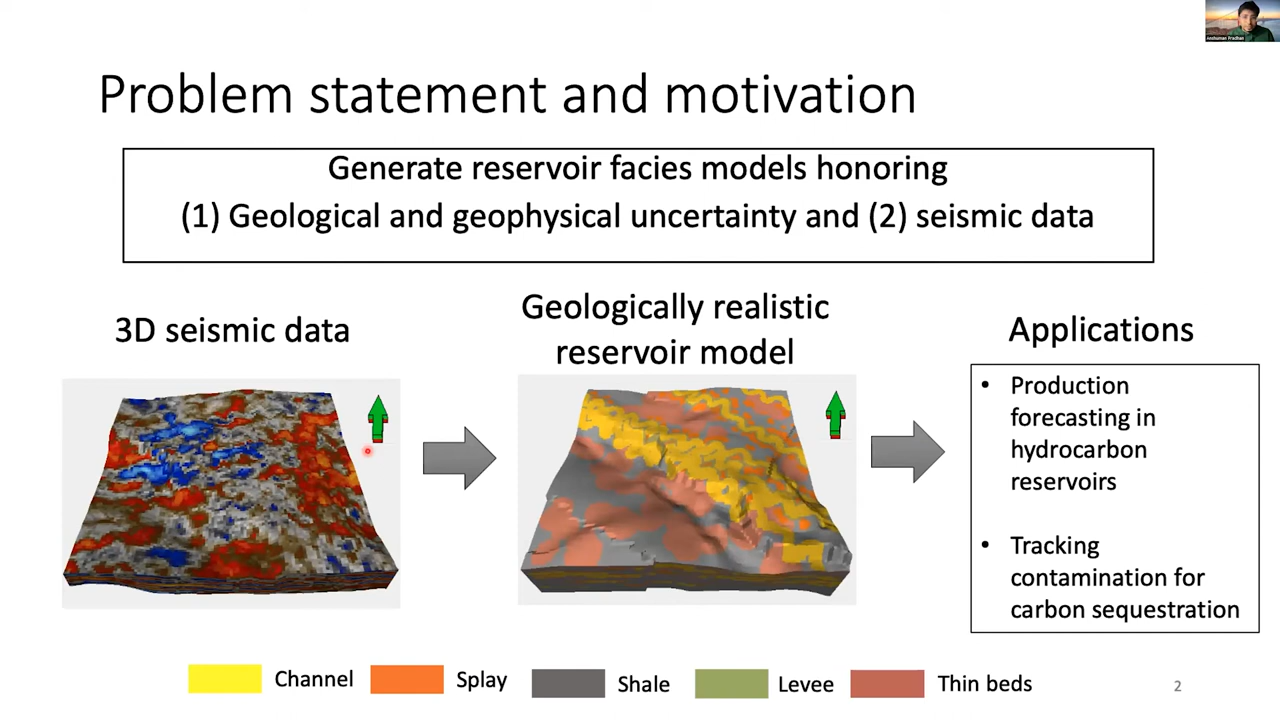 Anshuman Pradhan
Problem statement and motivation
Generate reservoir facies models honoring
(1) Geological and geophysical uncertainty and (2) seismic data
3D seismic data
Geologically realistic
reservoir model
Applications
• Production
forecasting in
hydrocarbon
reservoirs
• Tracking
contamination for
carbon sequestration
Channel
Splay
Shale
Levee
Thin beds
2